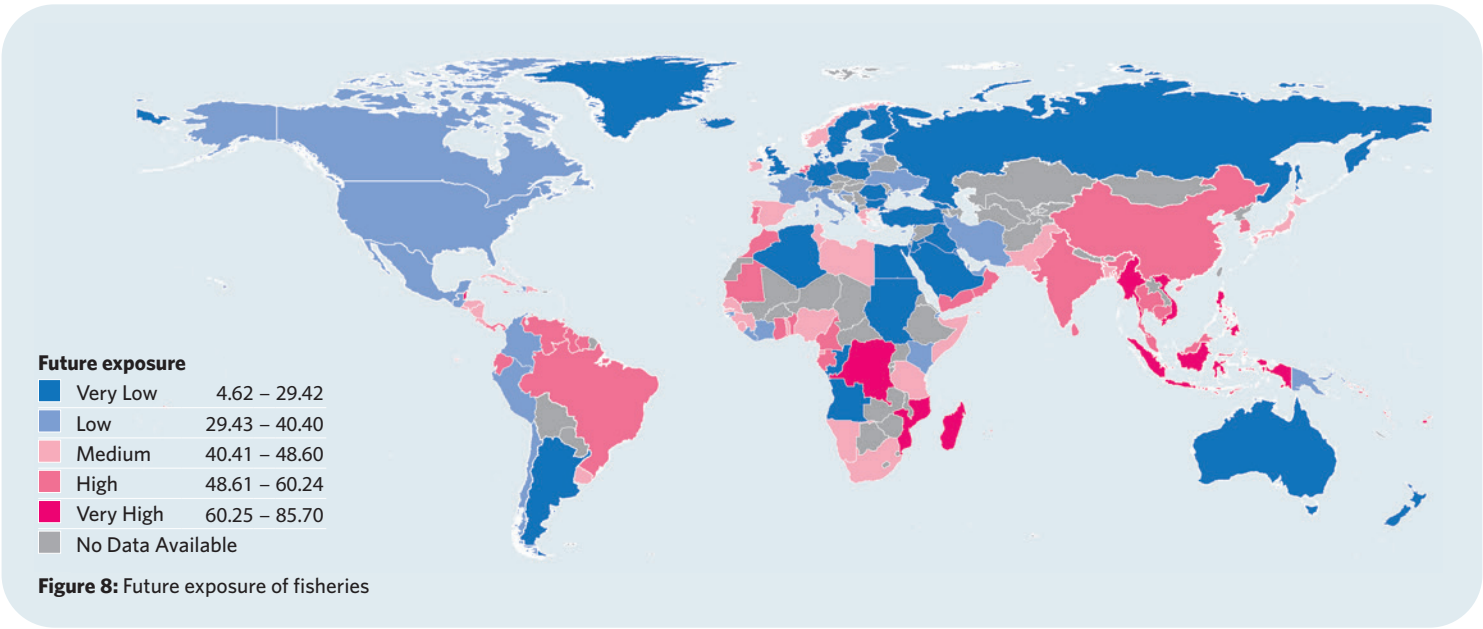 Future exposure
Very Low 4.62 – 29.42
Low 29.43 – 40.40
Medium 40.41 – 48.60
High 48.61 – 60.24
Very High 60.25 – 85.70
No Data Available
Figure 8: Future exposure of fisheries